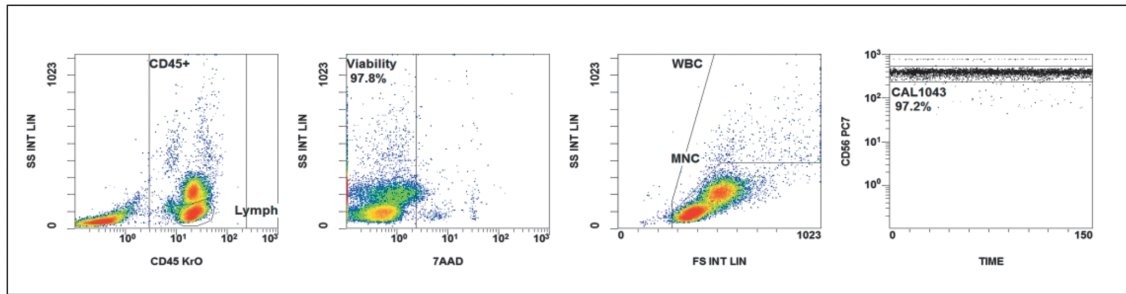 CD45+
1023
SS INT LIN
0
Lymph
10⁰ 10¹ 10² 10³
CD45 KrO
Viability
97.8%
1023
SS INT LIN
0
10⁰ 10¹ 10² 10³
7AAD
WBC
1023
SS INT LIN
MNC
0
0 1023
FS INT LIN
10³
10²
CAL1043
97.2%
CD56 PC7
10¹
10⁰
0 150
TIME